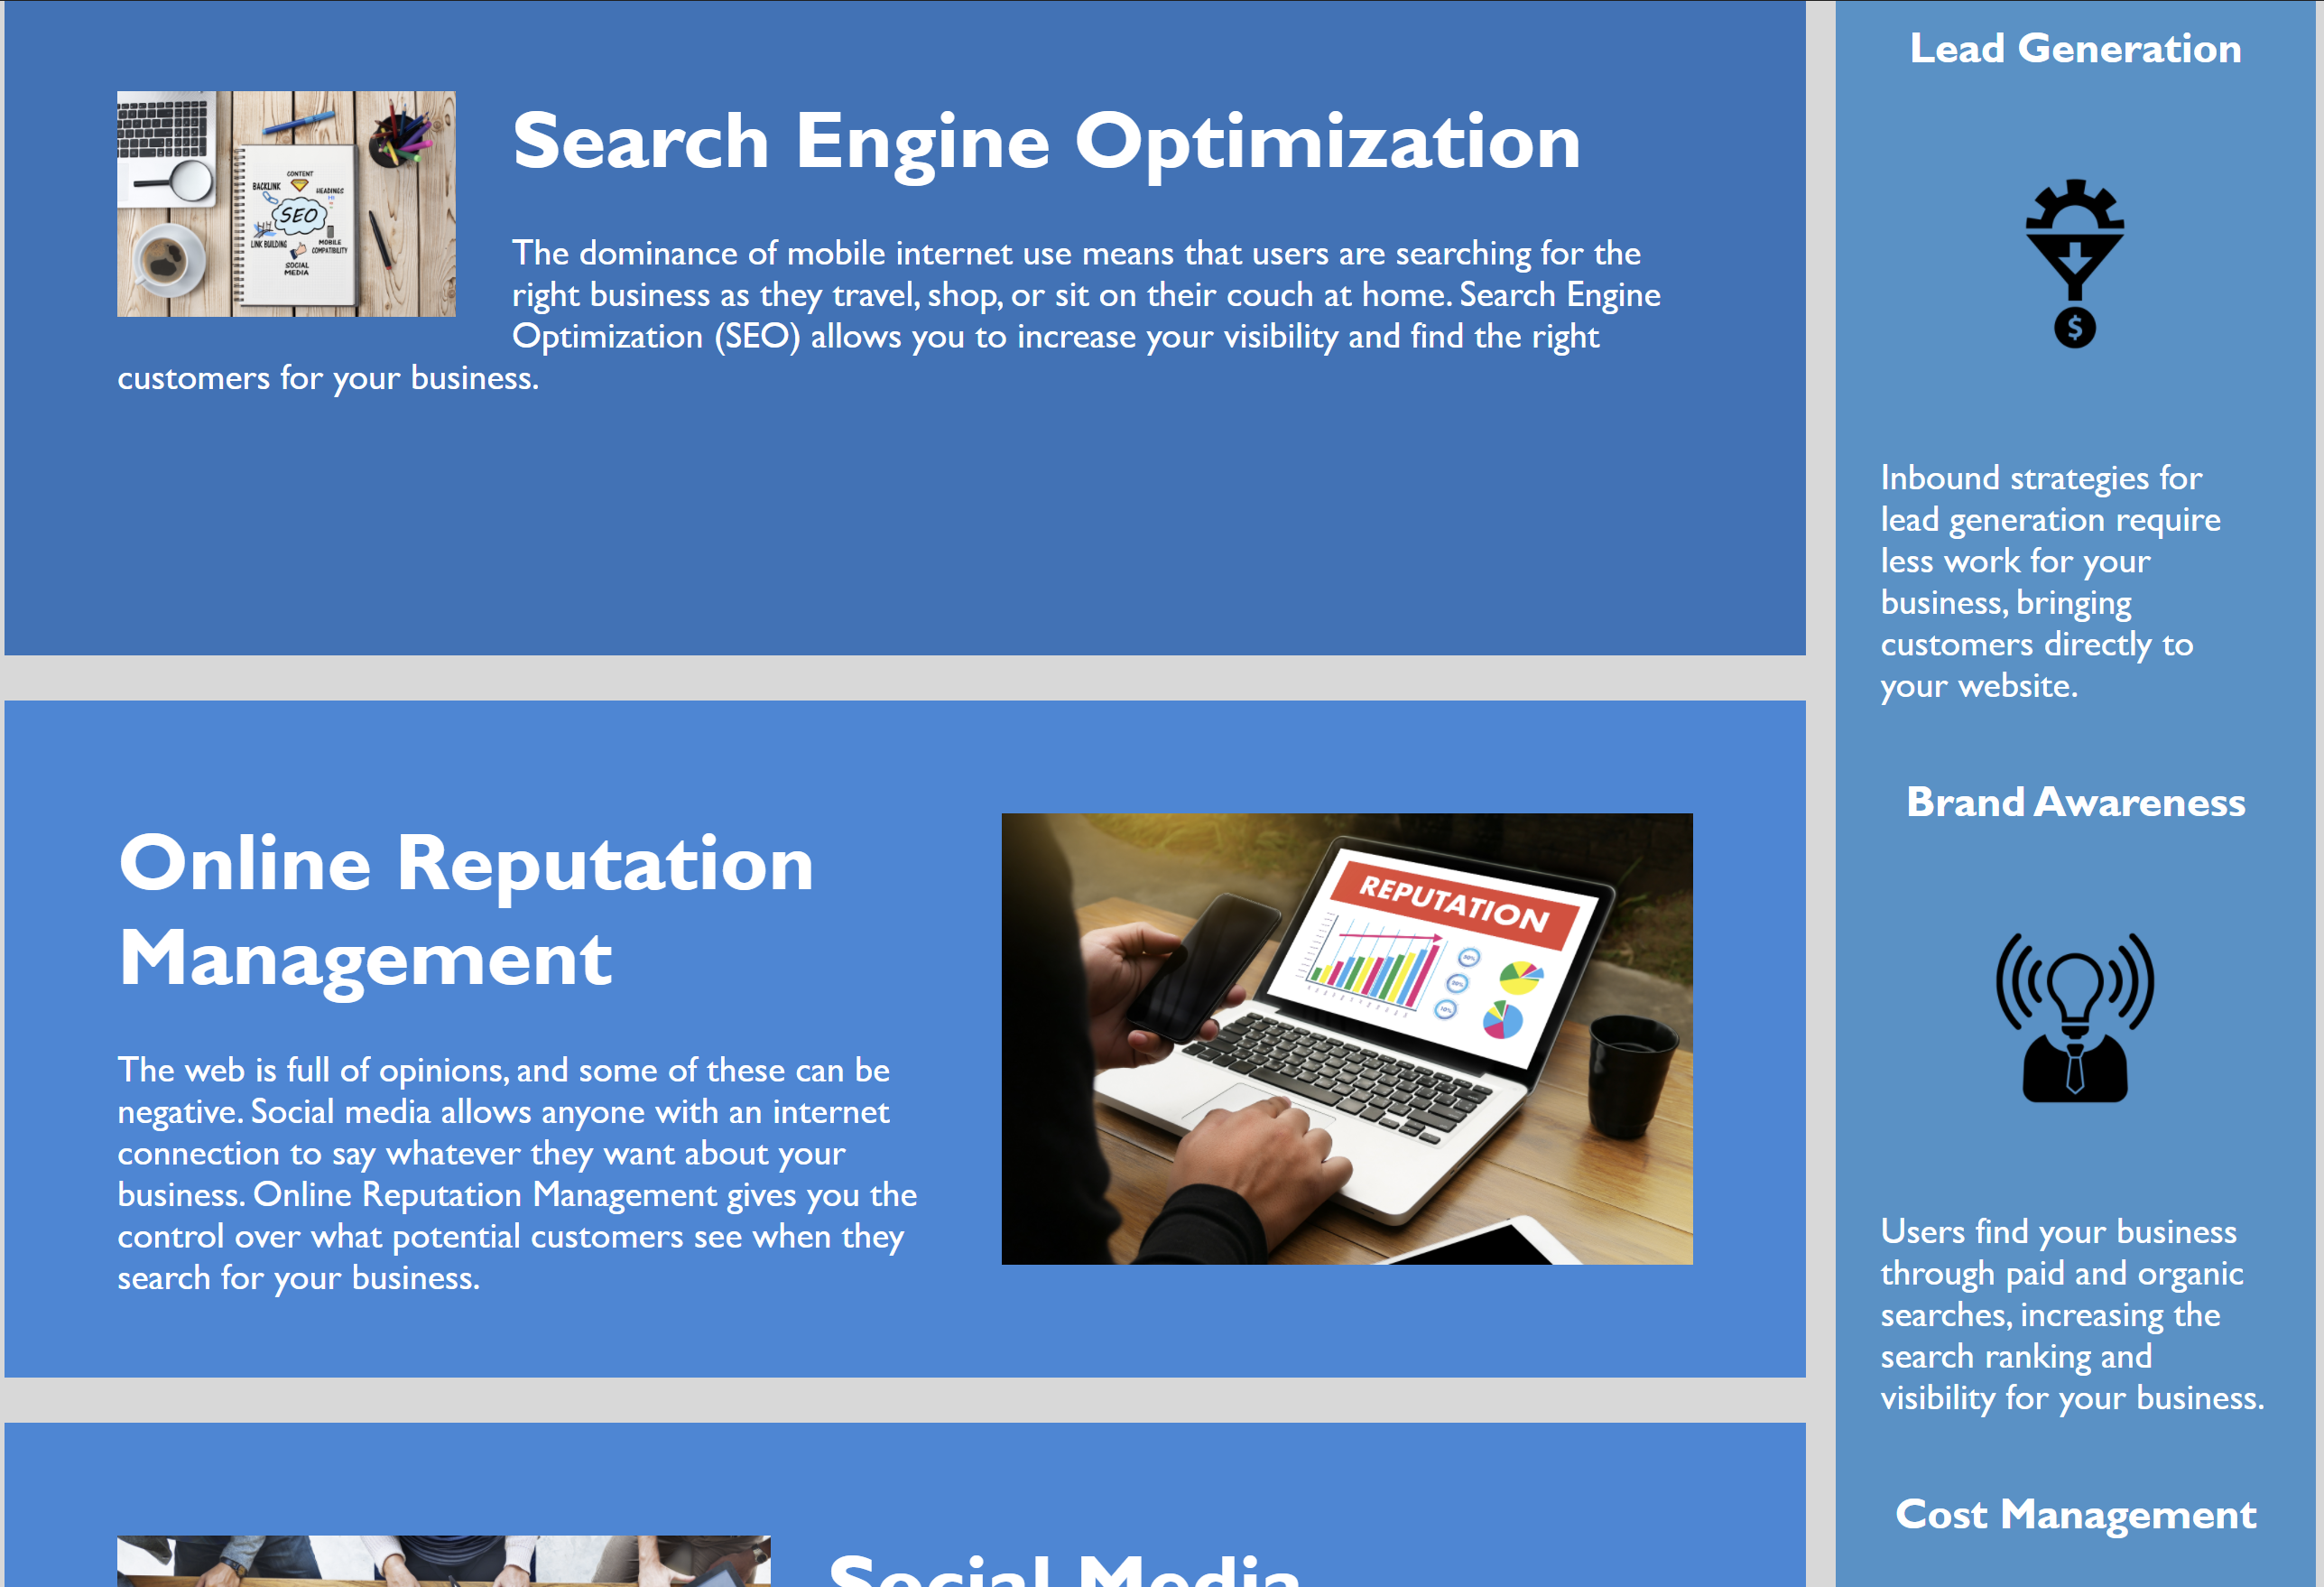 Search Engine Optimization
The dominance of mobile internet use means that users are searching for the
right business as they travel, shop, or sit on their couch at home. Search Engine
Optimization (SEO) allows you to increase your visibility and find the right
customers for your business.
CONTENT
BACKLINK
HEADINGS
SEO
LINK BUILDING
MOBILE
COMPATIBILITY
SOCIAL
MEDIA
Online Reputation
Management
The web is full of opinions, and some of these can be
negative. Social media allows anyone with an internet
connection to say whatever they want about your
business. Online Reputation Management gives you the
control over what potential customers see when they
search for your business.
REPUTATION
Social Media
Lead Generation
$
Inbound strategies for
lead generation require
less work for your
business, bringing
customers directly to
your website.
Brand Awareness
Users find your business
through paid and organic
searches, increasing the
search ranking and
visibility for your business.
Cost Management